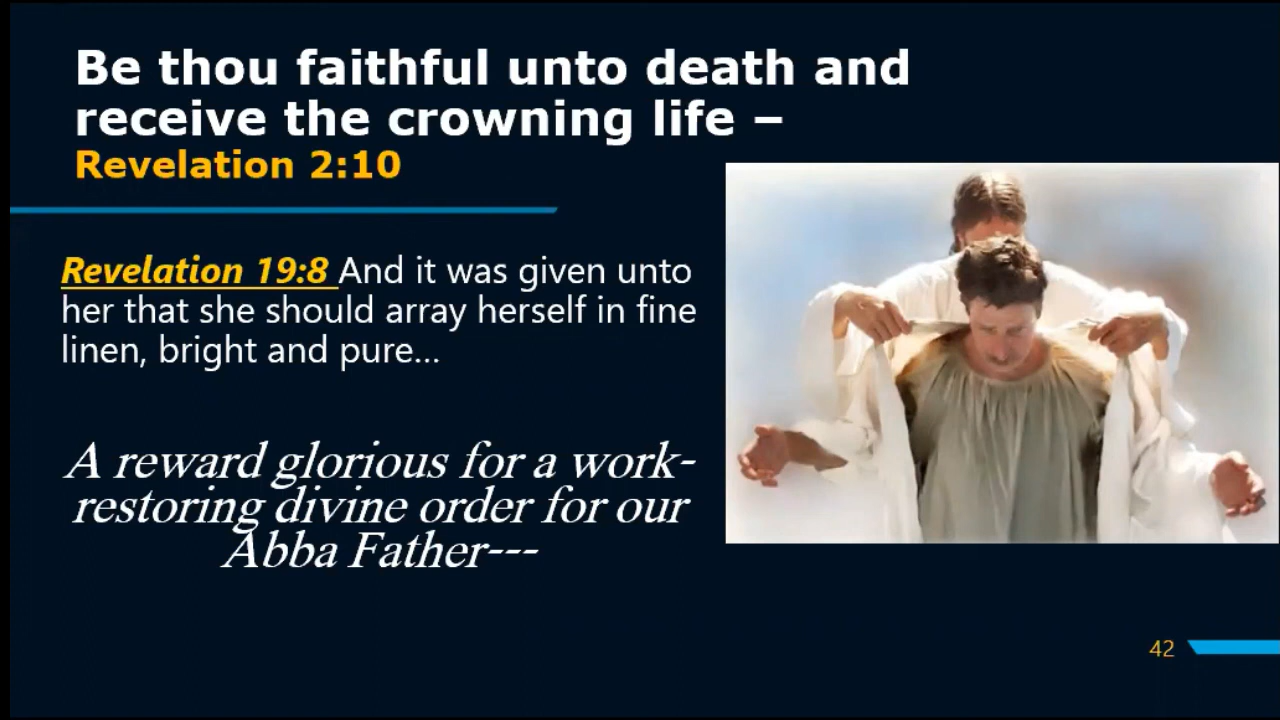 Be thou faithful unto death and
receive the crowning life –
Revelation 2:10
Revelation 19:8 And it was given unto
her that she should array herself in fine
linen, bright and pure...
A reward glorious for a work-
restoring divine order for our
Abba Father---
42